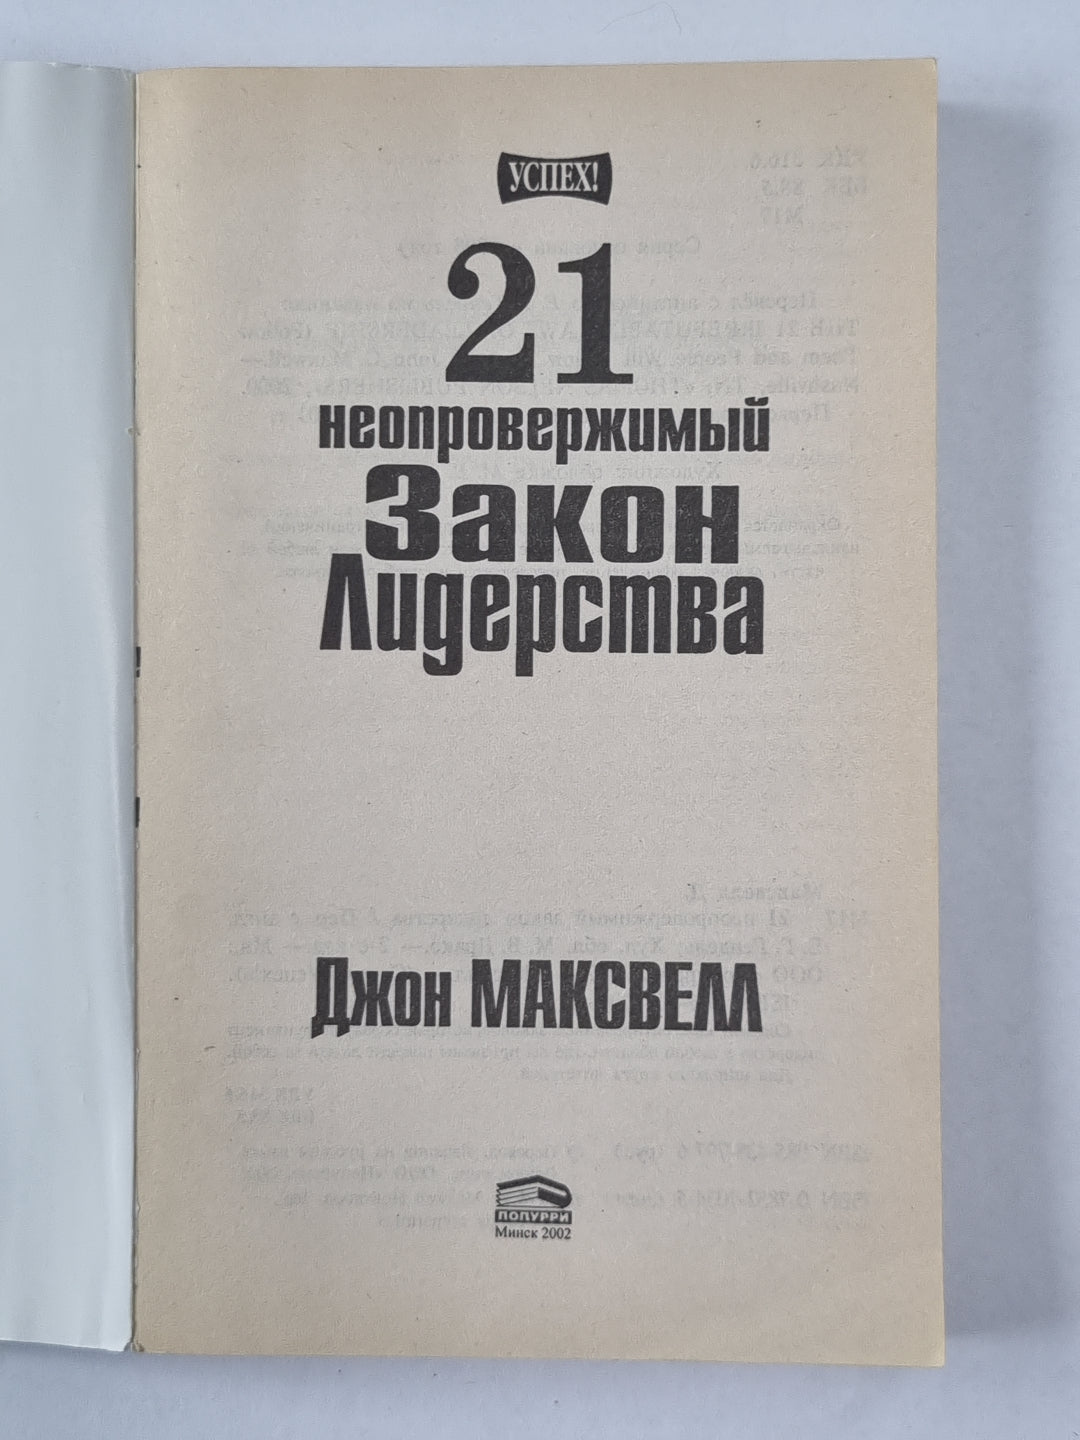 УСПЕХ!
21
неопровержимый
Закон
Лидерства
Джон МАКСВЕЛЛ
ПОПУРРИ
Минск 2002